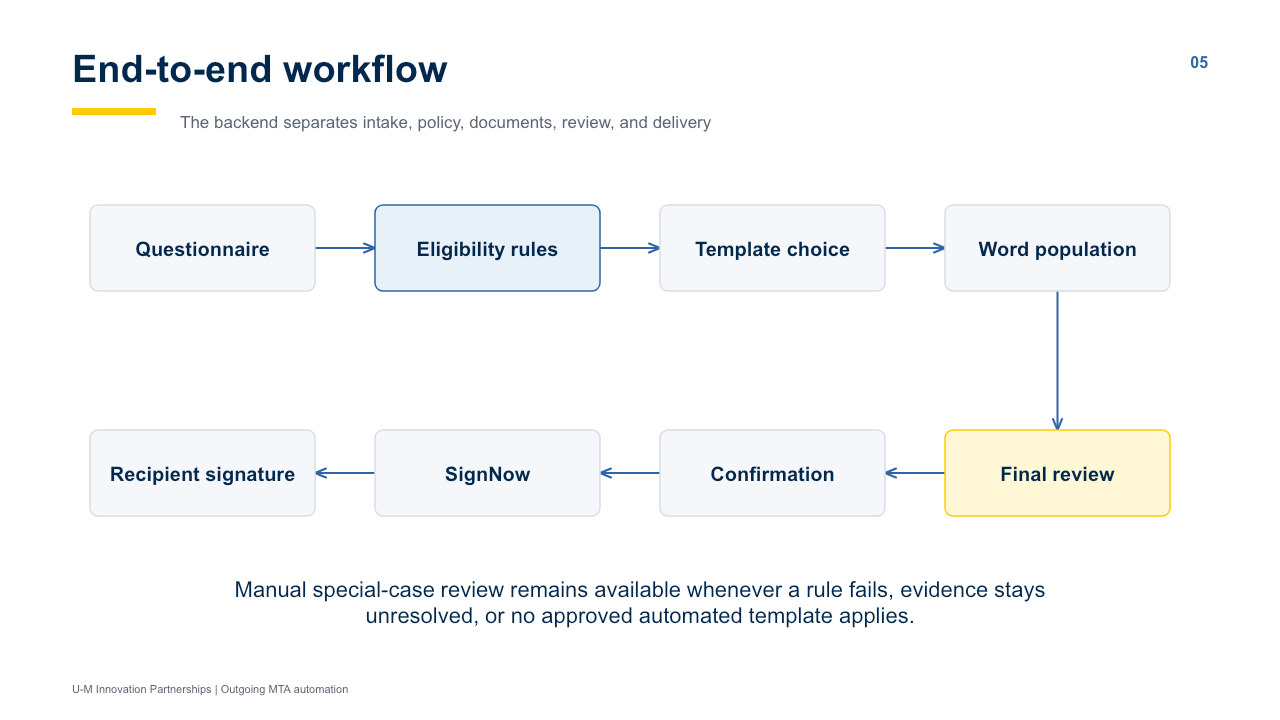 End-to-end workflow
05
The backend separates intake, policy, documents, review, and delivery
Questionnaire
Eligibility rules
Template choice
Word population
Recipient signature
SignNow
Confirmation
Final review
Manual special-case review remains available whenever a rule fails, evidence stays
unresolved, or no approved automated template applies.
U-M Innovation Partnerships | Outgoing MTA automation